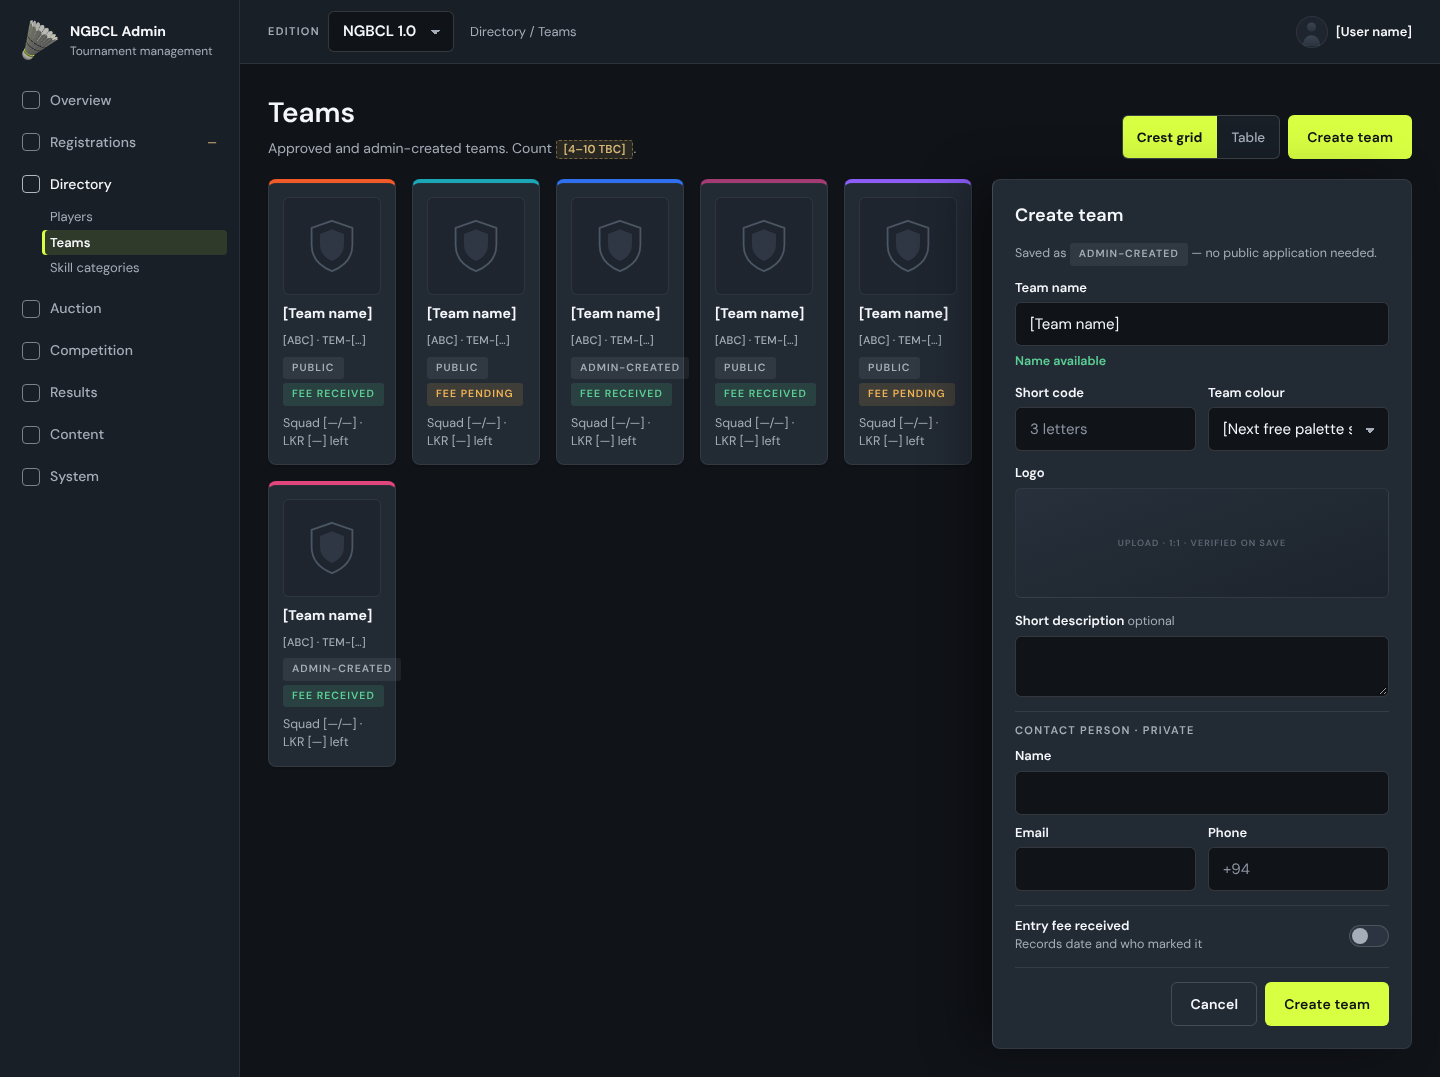 NGBCL Admin
Tournament management
Overview
Registrations –
Directory
Players
Teams
Skill categories
Auction
Competition
Results
Content
System
EDITION NGBCL 1.0 Directory / Teams
[User name]
Teams
Approved and admin-created teams. Count [4–10 TBC].
Crest grid Table Create team
[Team name]
[ABC] · TEM-[…]
PUBLIC
FEE RECEIVED
Squad [—/—] ·
LKR [—] left
[Team name]
[ABC] · TEM-[…]
PUBLIC
FEE PENDING
Squad [—/—] ·
LKR [—] left
[Team name]
[ABC] · TEM-[…]
ADMIN-CREATED
FEE RECEIVED
Squad [—/—] ·
LKR [—] left
[Team name]
[ABC] · TEM-[…]
PUBLIC
FEE RECEIVED
Squad [—/—] ·
LKR [—] left
[Team name]
[ABC] · TEM-[…]
PUBLIC
FEE PENDING
Squad [—/—] ·
LKR [—] left
[Team name]
[ABC] · TEM-[…]
ADMIN-CREATED
FEE RECEIVED
Squad [—/—] ·
LKR [—] left
Create team
Saved as ADMIN-CREATED — no public application needed.
Team name
[Team name]
Name available
Short code Team colour
3 letters [Next free palette s
Logo
UPLOAD · 1:1 · VERIFIED ON SAVE
Short description optional
CONTACT PERSON · PRIVATE
Name
Email Phone
+94
Entry fee received
Records date and who marked it
Cancel Create team